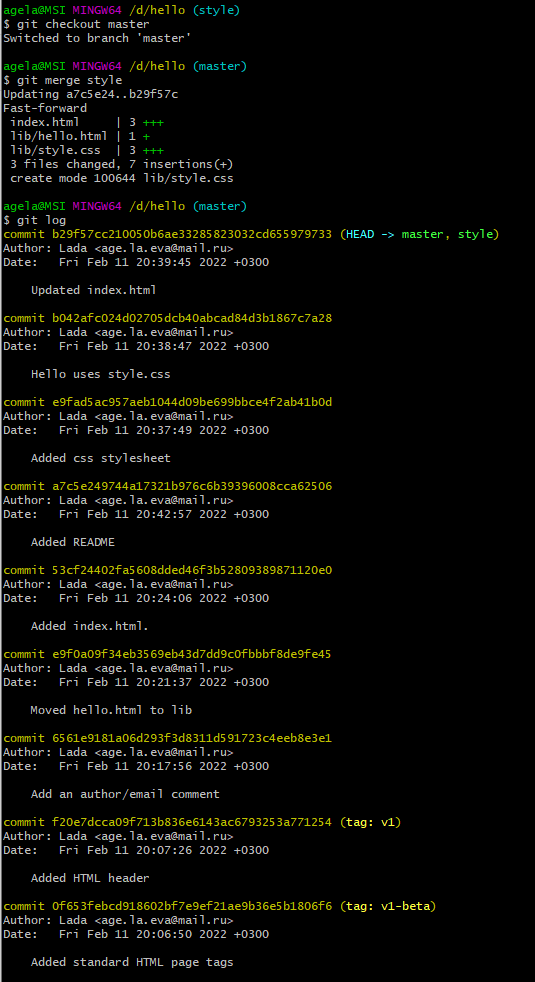 agela@MSI MINGW64 /d/hello (style)
$ git checkout master
Switched to branch 'master'
agela@MSI MINGW64 /d/hello (master)
$ git merge style
Updating a7c5e24..b29f57c
Fast-forward
 index.html     | 3 +++
 lib/hello.html | 1 +
 lib/style.css  | 3 +++
 3 files changed, 7 insertions(+)
 create mode 100644 lib/style.css
agela@MSI MINGW64 /d/hello (master)
$ git log
commit b29f57cc210050b6ae33285823032cd655979733 (HEAD -> master, style)
Author: Lada <age.la.eva@mail.ru>
Date:   Fri Feb 11 20:39:45 2022 +0300
    Updated index.html
commit b042afc024d02705dcb40abcad84d3b1867c7a28
Author: Lada <age.la.eva@mail.ru>
Date:   Fri Feb 11 20:38:47 2022 +0300
    Hello uses style.css
commit e9fad5ac957aeb1044d09be699bbce4f2ab41b0d
Author: Lada <age.la.eva@mail.ru>
Date:   Fri Feb 11 20:37:49 2022 +0300
    Added css stylesheet
commit a7c5e249744a17321b976c6b39396008cca62506
Author: Lada <age.la.eva@mail.ru>
Date:   Fri Feb 11 20:42:57 2022 +0300
    Added README
commit 53cf24402fa5608dded46f3b52809389871120e0
Author: Lada <age.la.eva@mail.ru>
Date:   Fri Feb 11 20:24:06 2022 +0300
    Added index.html.
commit e9f0a09f34eb3569eb43d7dd9c0fbbbf8de9fe45
Author: Lada <age.la.eva@mail.ru>
Date:   Fri Feb 11 20:21:37 2022 +0300
    Moved hello.html to lib
commit 6561e9181a06d293f3d8311d591723c4eeb8e3e1
Author: Lada <age.la.eva@mail.ru>
Date:   Fri Feb 11 20:17:56 2022 +0300
    Add an author/email comment
commit f20e7dcca09f713b836e6143ac6793253a771254 (tag: v1)
Author: Lada <age.la.eva@mail.ru>
Date:   Fri Feb 11 20:07:26 2022 +0300
    Added HTML header
commit 0f653febcd918602bf7e9ef21ae9b36e5b1806f6 (tag: v1-beta)
Author: Lada <age.la.eva@mail.ru>
Date:   Fri Feb 11 20:06:50 2022 +0300
    Added standard HTML page tags